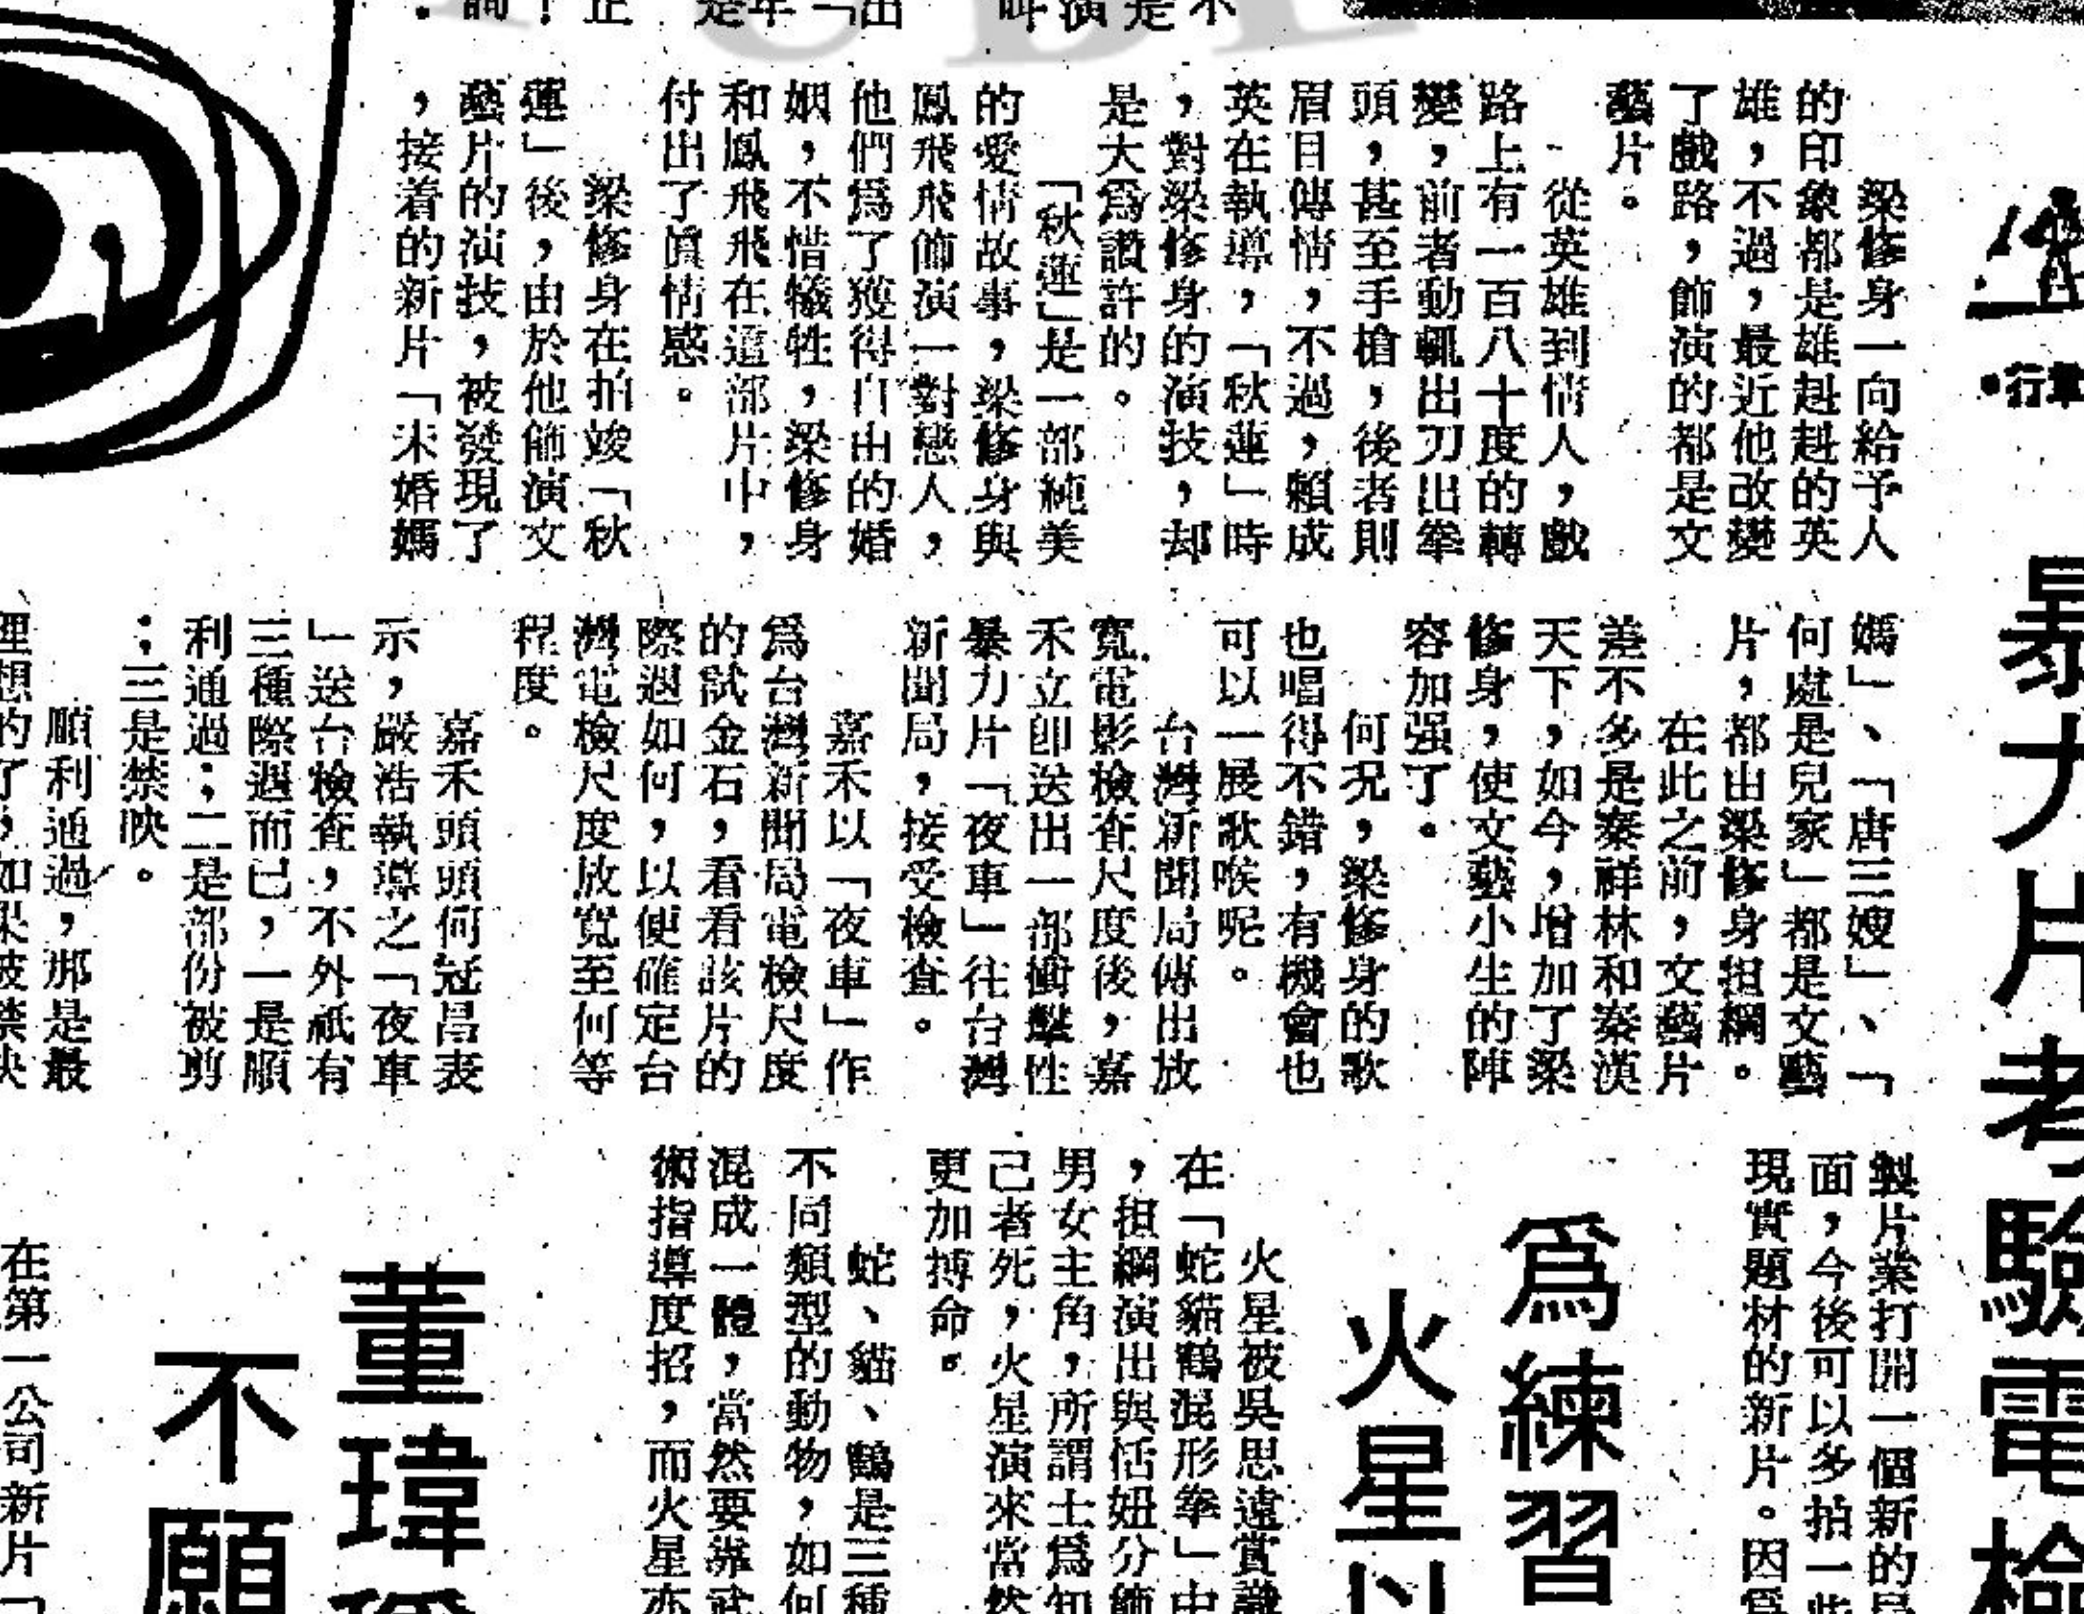 梁修身一向給予人
的印象都是雄赳赳的英
雄，不過，最近他改變
了戲路，飾演的都是文
藝片。
從英雄到情人，戲
路上有一百八十度的轉
變，前者動輒出刀出拳
頭，甚至手槍，後者則
眉目傳情，不過，賴成
英在執導，「秋蓮」時
，對梁修身的演技，却
是大爲讚許的。
「秋蓮」是一部純美
的愛情故事，梁修身與
鳳飛飛飾演一對戀人，
他們爲了獲得自由的婚
姻，不惜犧牲，梁修身
和鳳飛飛在這部片中，
付出了眞情感。
梁修身在拍竣「秋
蓮」後，由於他飾演文
藝片的演技，被發現了
，接着的新片「未婚媽
媽」、「唐三嫂」、「
何處是兒家」都是文藝
片，都由梁修身担綱。
在此之前，文藝片
差不多是秦祥林和秦漢
天下，如今，增加了梁
修身，使文藝小生的陣
容加强了。
何況，梁修身的歌
也唱得不錯，有機會也
可以一展歌喉呢。
暴力片考驗電檢
台灣新聞局傳出放
寬電影檢查尺度後，嘉
禾立卽送出一部衝擊性
暴力片「夜車」往台灣
新聞局，接受檢查。
嘉禾以「夜車」作
爲台灣新聞局電檢尺度
的試金石，看看該片的
際遇如何，以便確定台
灣電檢尺度放寬至何等
程度。
嘉禾頭頭何冠昌表
示，嚴浩執導之「夜車
」送台檢查，不外祇有
三種際遇而已，一是順
利通過；二是部份被剪
；三是禁映。
順利通過，那是最
理想的了，如果被禁映
製片業打開一個新的局
面，今後可以多拍一些
現實題材的新片。因爲
爲練習
火星以
火星被吳思遠賞識
在「蛇貓鶴混形拳」中
，担綱演出與恬妞分飾
男女主角，所謂士爲知
己者死，火星演來當然
更加搏命。
蛇、貓、鶴是三種
不同類型的動物，如何
混成一體，當然要靠武
術指導度招，而火星亦
董瑋
不願
在第一公司新片「